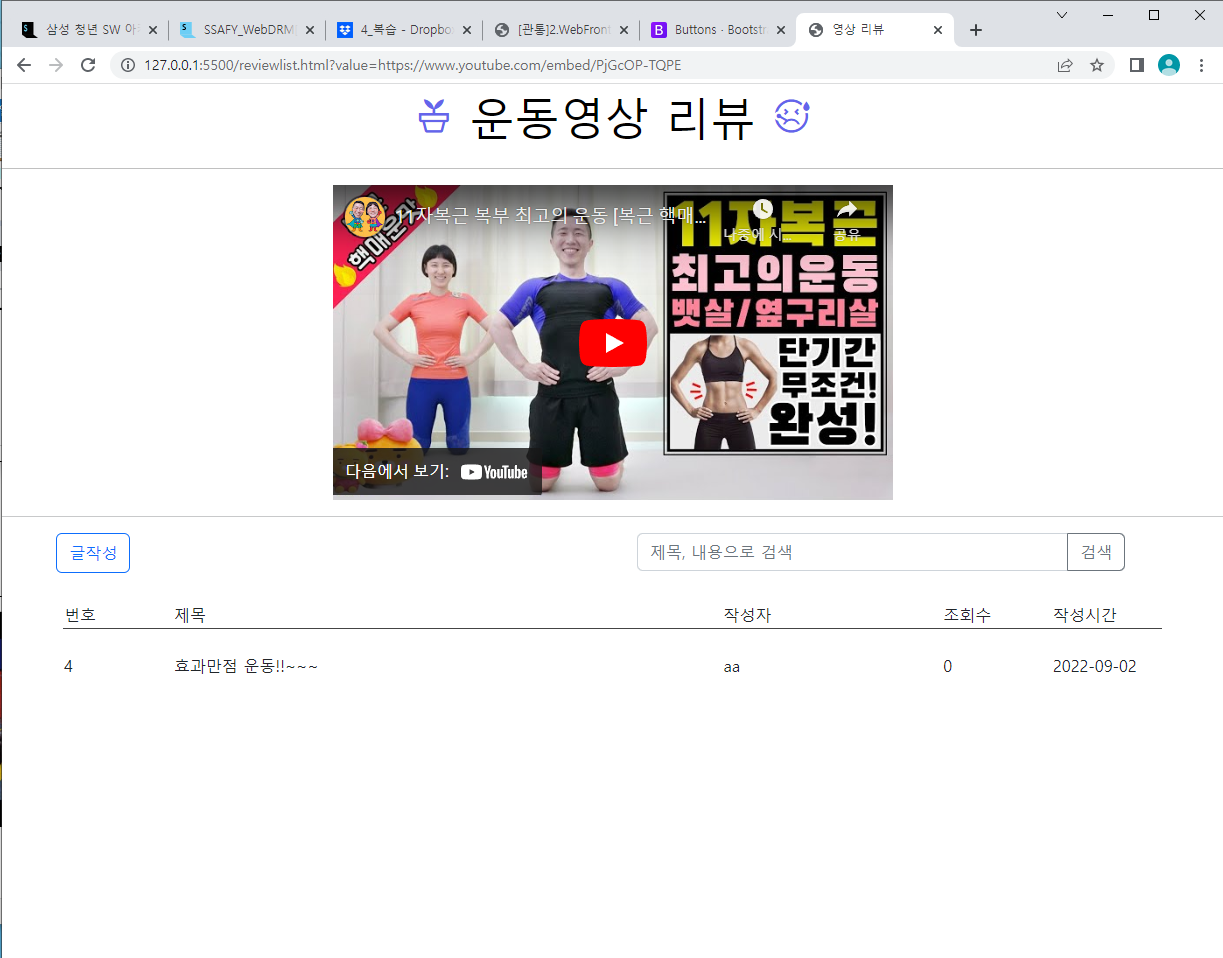 삼성 청년 SW 아
SSAFY_WebDRM
4_복습 - Dropbo
[관통]2.WebFront
Buttons · Bootstr
영상 리뷰
127.0.0.1:5500/reviewlist.html?value=https://www.youtube.com/embed/PjGcOP-TQPE
운동영상 리뷰
11자복근 복부 최고의 운동 [복근 핵매...
나중에 시...
공유
핵매운맛
11자복근
최고의운동
뱃살/옆구리살
단기간
무조건!
완성!
다음에서 보기: YouTube
글작성
제목, 내용으로 검색
검색
번호 제목 작성자 조회수 작성시간
4 효과만점 운동!!~~~ aa 0 2022-09-02